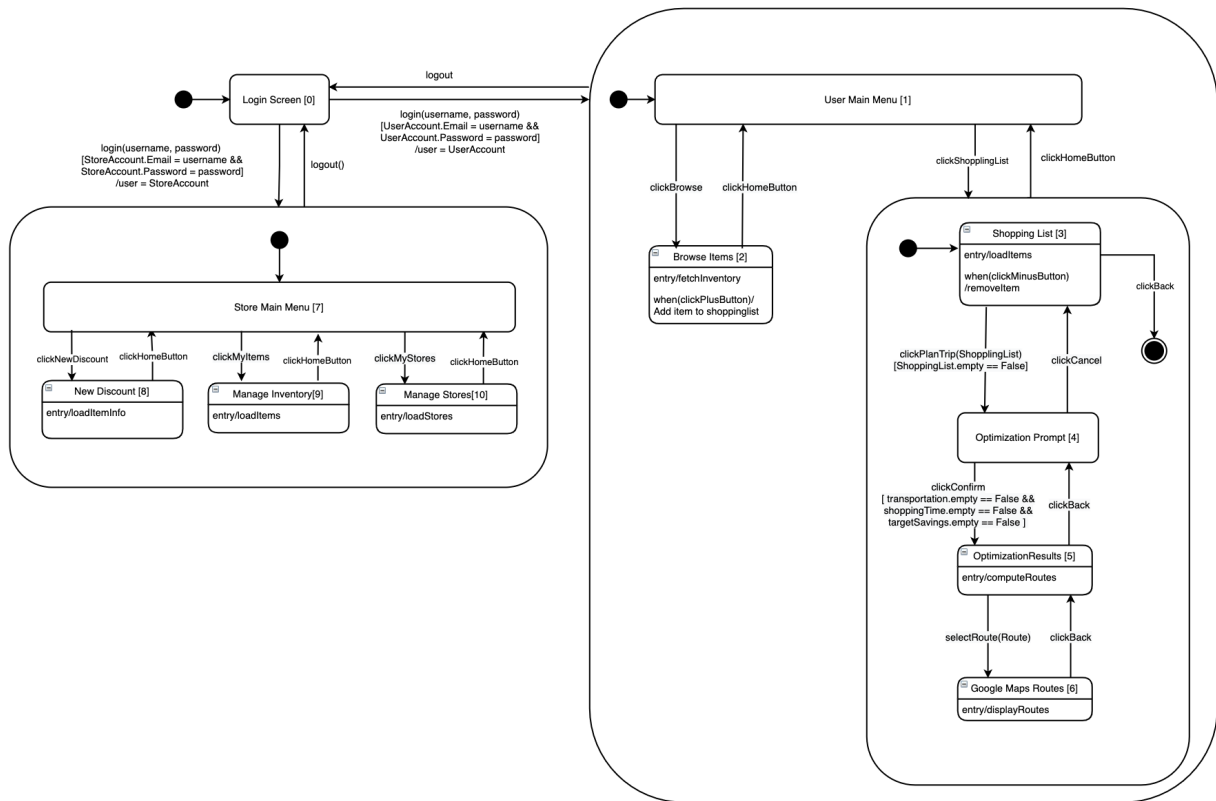 logout
Login Screen [0]
User Main Menu [1]
login(username, password)
[UserAccount.Email = username &&
UserAccount.Password = password]
/user = UserAccount
login(username, password)
[StoreAccount.Email = username &&
StoreAccount.Password = password]
/user = StoreAccount
logout()
clickShopplingList
clickHomeButton
clickBrowse
clickHomeButton
Browse Items [2]
entry/fetchInventory
when(clickPlusButton)/
Add item to shoppinglist
Shopping List [3]
entry/loadItems
when(clickMinusButton)
/removeItem
clickBack
Store Main Menu [7]
clickNewDiscount
clickHomeButton
clickMyItems
clickHomeButton
clickMyStores
clickHomeButton
New Discount [8]
entry/loadItemInfo
Manage Inventory[9]
entry/loadItems
Manage Stores[10]
entry/loadStores
clickPlanTrip(ShopplingList)
[ShoppingList.empty == False]
clickCancel
Optimization Prompt [4]
clickConfirm
[ transportation.empty == False &&
shoppingTime.empty == False &&
targetSavings.empty == False ]
clickBack
OptimizationResults [5]
entry/computeRoutes
selectRoute(Route)
clickBack
Google Maps Routes [6]
entry/displayRoutes